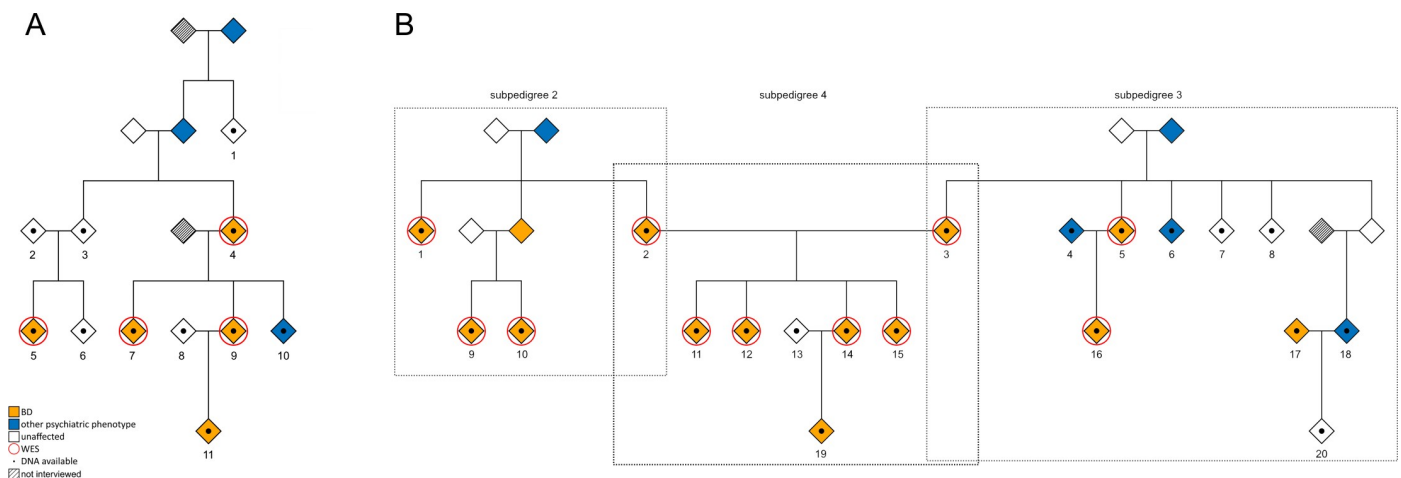 A
B
subpedigree 2
subpedigree 4
subpedigree 3
1
2
3
4
5
6
7
8
9
10
11
BD
other psychiatric phenotype
unaffected
WES
DNA available
not interviewed
1
2
3
4
5
6
7
8
9
10
11
12
13
14
15
16
17
18
19
20